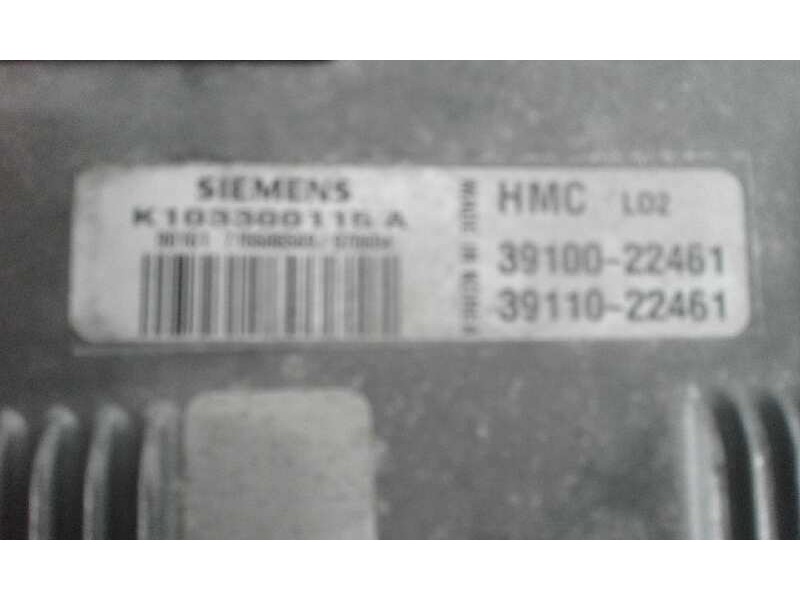 SIEMENS
K103300115 A
MADE IN KOREA
HMC LD2
39100-22461
39110-22461